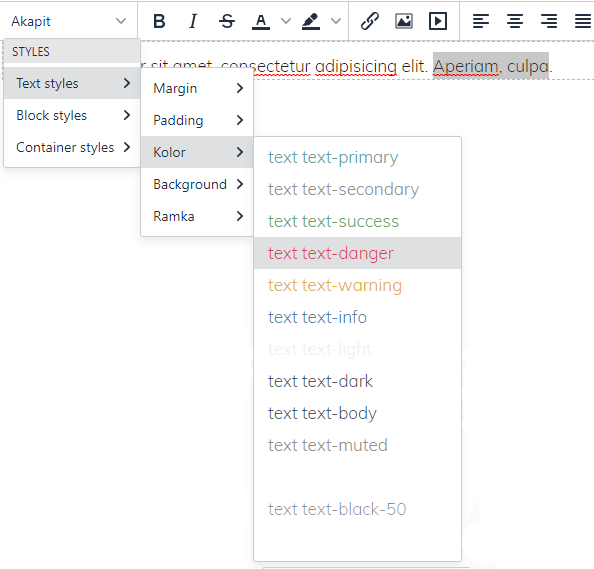 Akapit
B I S A
STYLES
r sit amet, consectetur adipisicing elit. Aperiam, culpa.
Text styles
Block styles
Container styles
Margin
Padding
Kolor
Background
Ramka
text text-primary
text text-secondary
text text-success
text text-danger
text text-warning
text text-info
text text-light
text text-dark
text text-body
text text-muted
text text-black-50